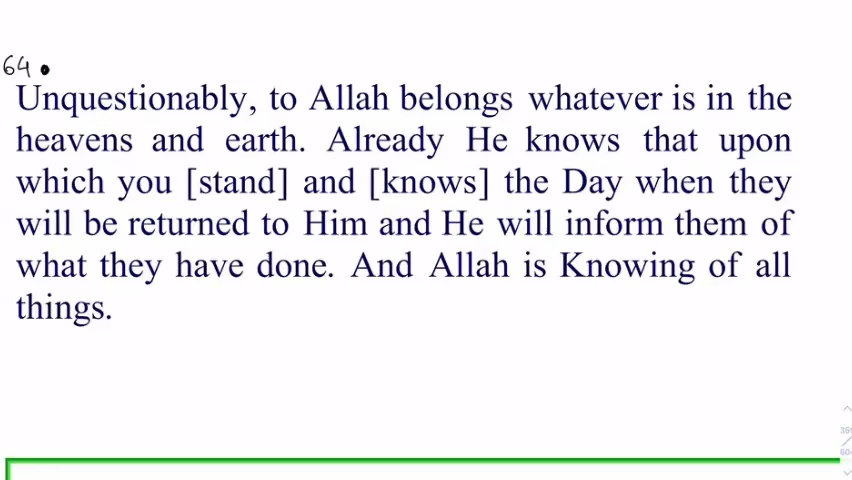 64.
Unquestionably, to Allah belongs whatever is in the
heavens and earth. Already He knows that upon
which you [stand] and [knows] the Day when they
will be returned to Him and He will inform them of
what they have done. And Allah is Knowing of all
things.